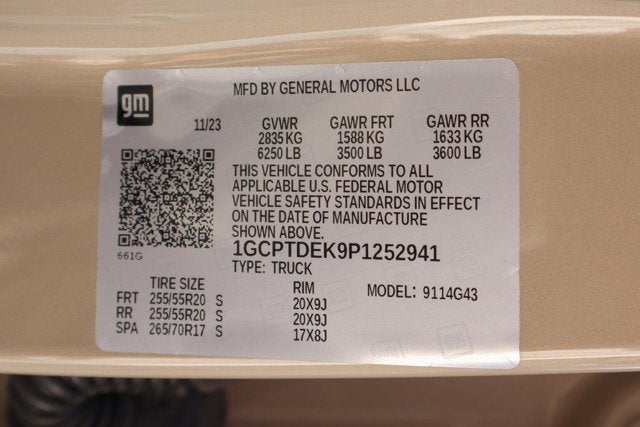 gm
MFD BY GENERAL MOTORS LLC
11/23 GVWR GAWR FRT GAWR RR
2835 KG 1588 KG 1633 KG
6250 LB 3500 LB 3600 LB
THIS VEHICLE CONFORMS TO ALL
APPLICABLE U.S. FEDERAL MOTOR
VEHICLE SAFETY STANDARDS IN EFFECT
ON THE DATE OF MANUFACTURE
SHOWN ABOVE.
661G
1GCPTDEK9P1252941
TYPE: TRUCK
TIRE SIZE RIM MODEL: 9114G43
FRT 255/55R20 S 20X9J
RR 255/55R20 S 20X9J
SPA 265/70R17 S 17X8J